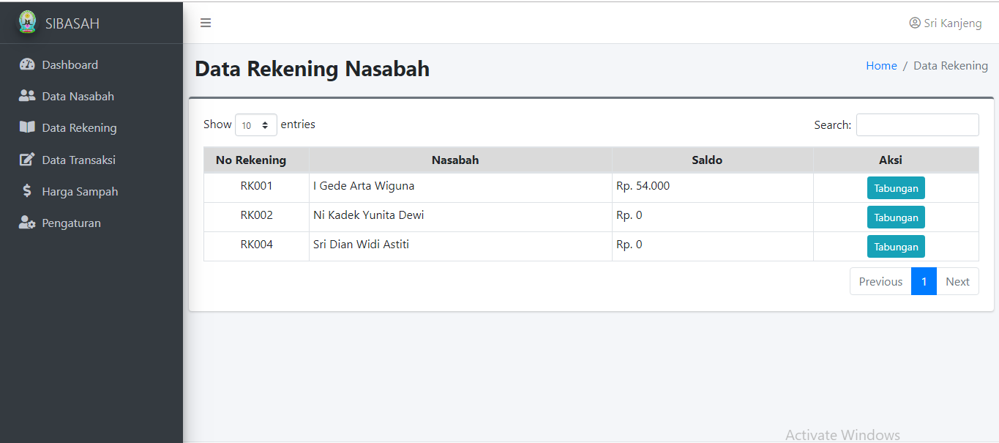 SIBASAH
Sri Kanjeng
Dashboard
Data Nasabah
Data Rekening
Data Transaksi
Harga Sampah
Pengaturan
Data Rekening Nasabah
Home / Data Rekening
Show 10 entries
Search:
No Rekening Nasabah Saldo Aksi
RK001 I Gede Arta Wiguna Rp. 54.000 Tabungan
RK002 Ni Kadek Yunita Dewi Rp. 0 Tabungan
RK004 Sri Dian Widi Astiti Rp. 0 Tabungan
Previous 1 Next
Activate Windows